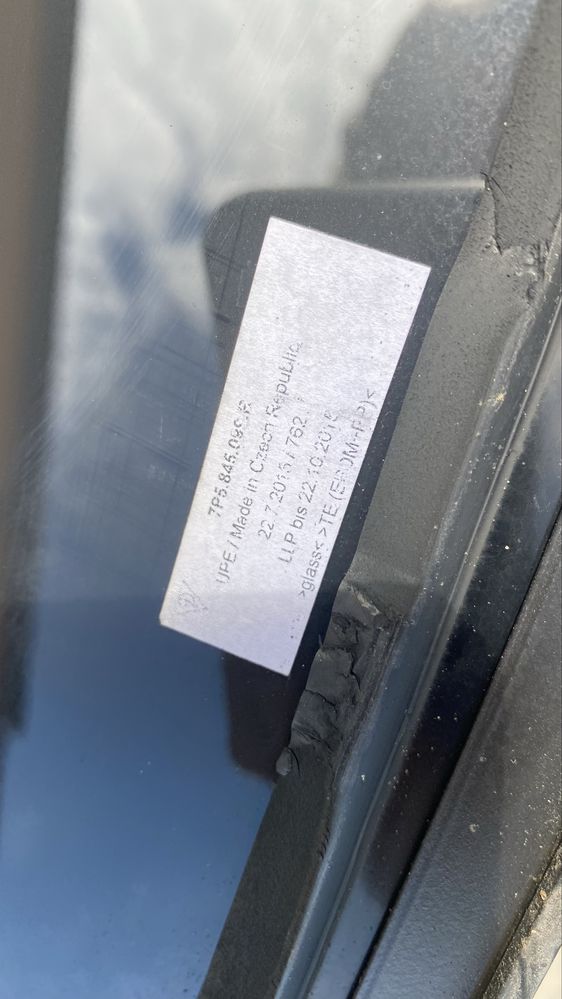 7P5.845.099.R
UPE / Made in Czech Republic
22.7.2015 / 762
LLP bis 22.10.2015
>glass< >TE (EPDM+PP)<